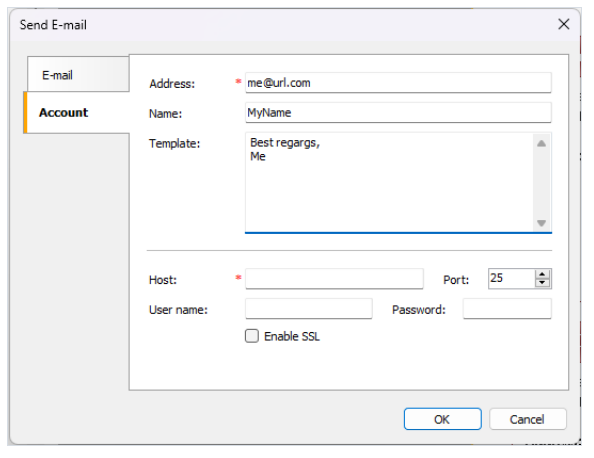 Send E-mail
E-mail
Account
Address: * me@url.com
Name: MyName
Template: Best regargs,
Me
Host: * Port: 25
User name: Password:
Enable SSL
OK Cancel